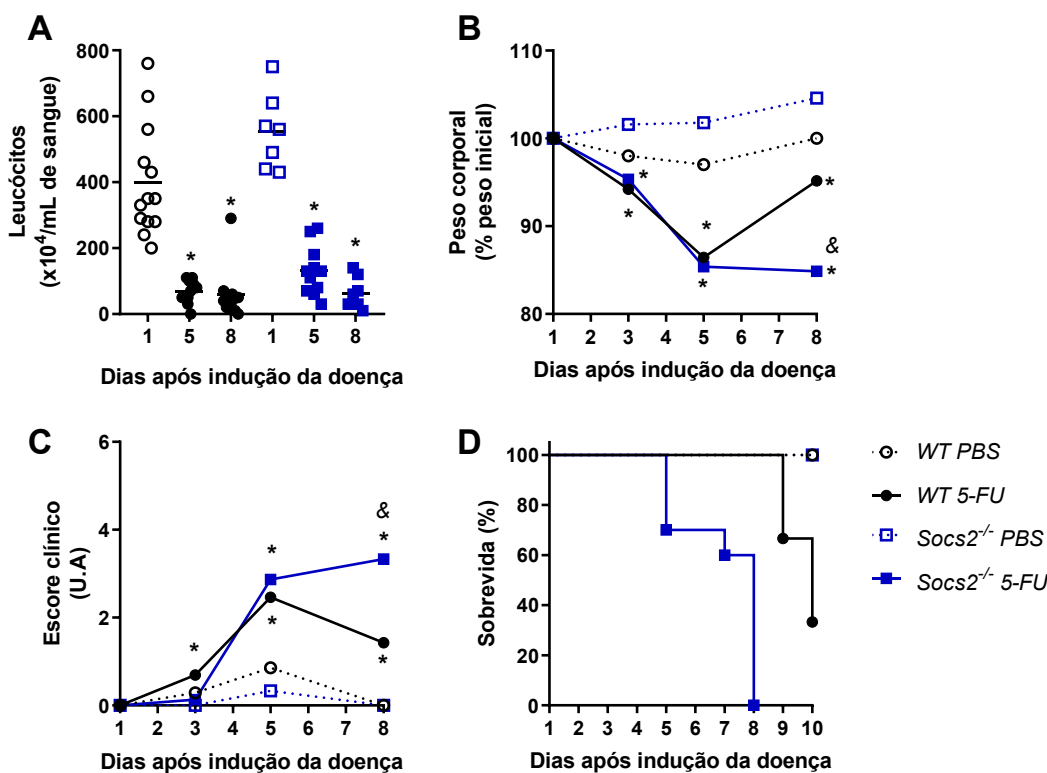 A
Leucócitos
(x10⁴/mL de sangue)
800
600
400
200
0
* * * *
1 5 8 1 5 8
Dias após indução da doença
B
Peso corporal
(% peso inicial)
110
100
90
80
* * * * * & *
1 2 3 4 5 6 7 8
Dias após indução da doença
C
Escore clínico
(U.A)
6
4
2
0
* * * & * *
1 2 3 4 5 6 7 8
Dias após indução da doença
D
Sobrevida (%)
100
80
60
40
20
0
1 2 3 4 5 6 7 8 9 10
Dias após indução da doença
WT PBS
WT 5-FU
Socs2⁻/⁻ PBS
Socs2⁻/⁻ 5-FU